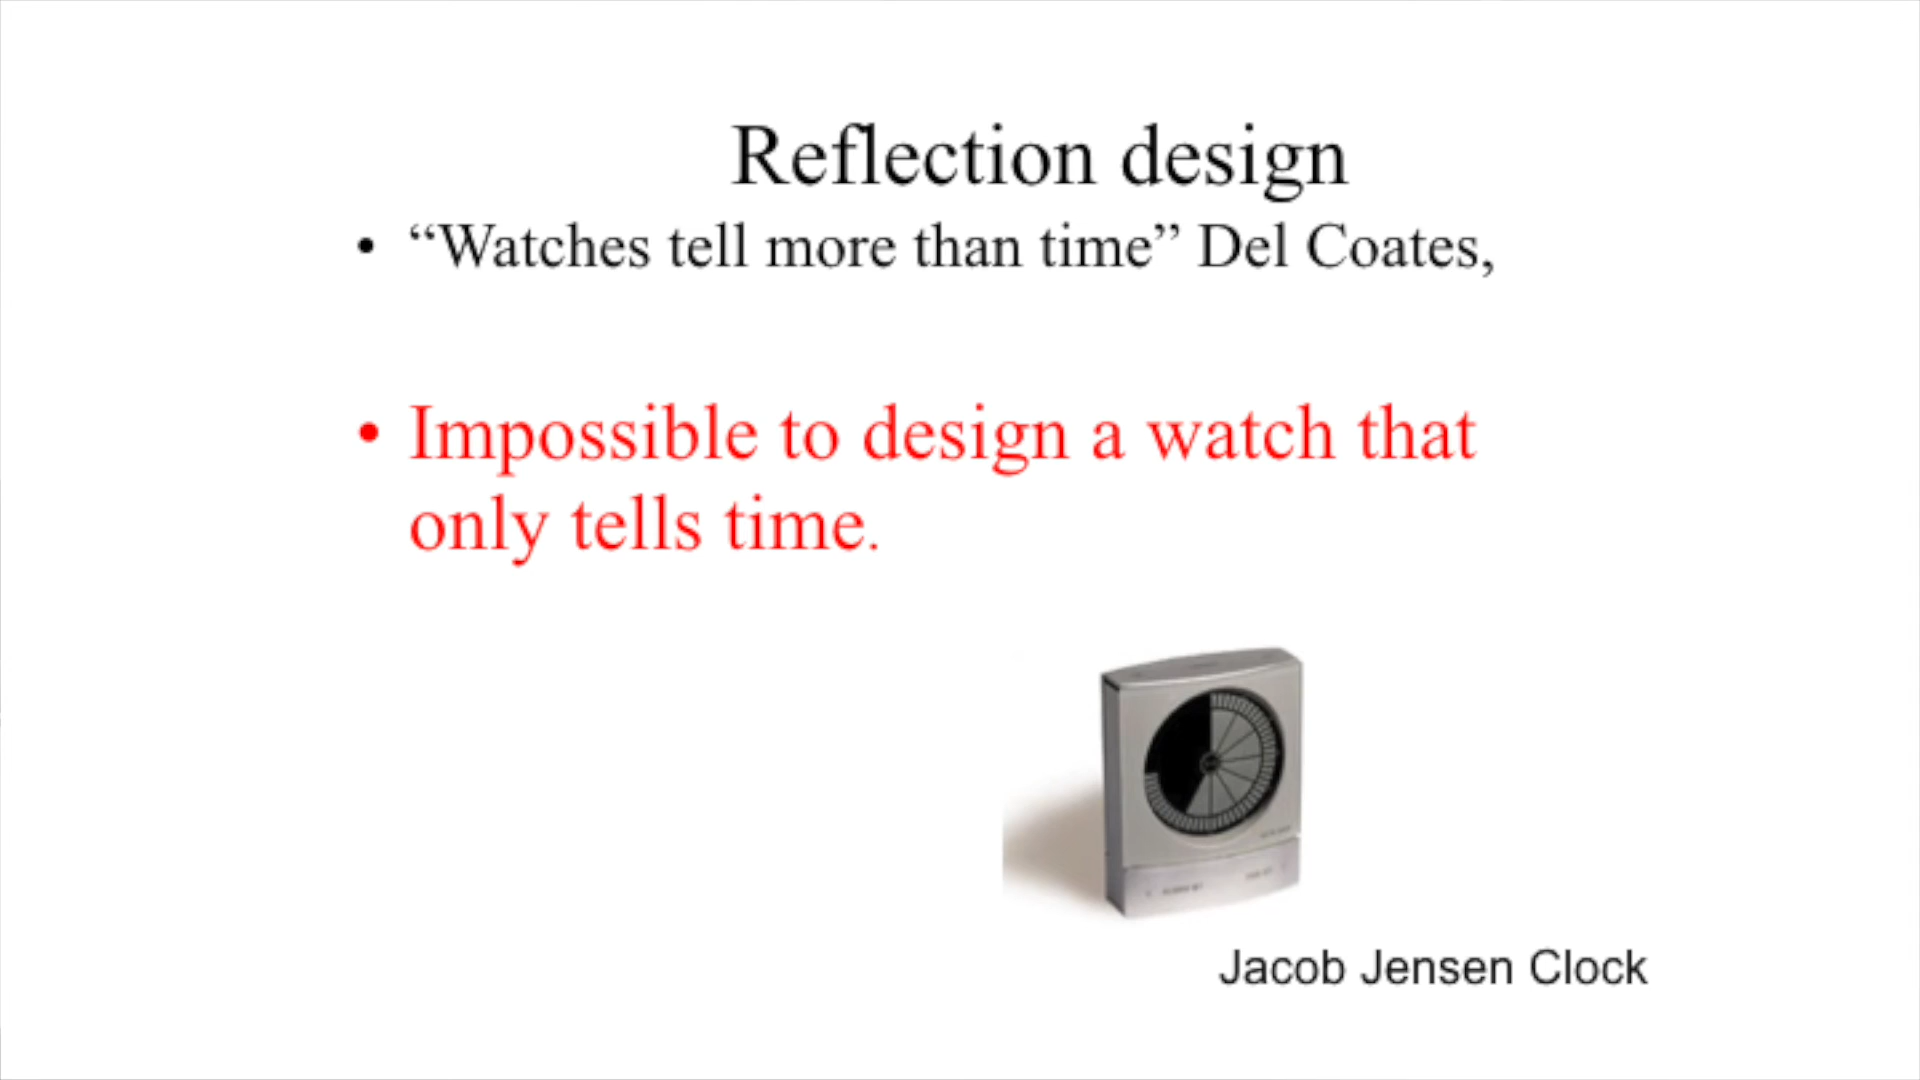 Reflection design
• “Watches tell more than time” Del Coates,
• Impossible to design a watch that
only tells time.
Jacob Jensen Clock